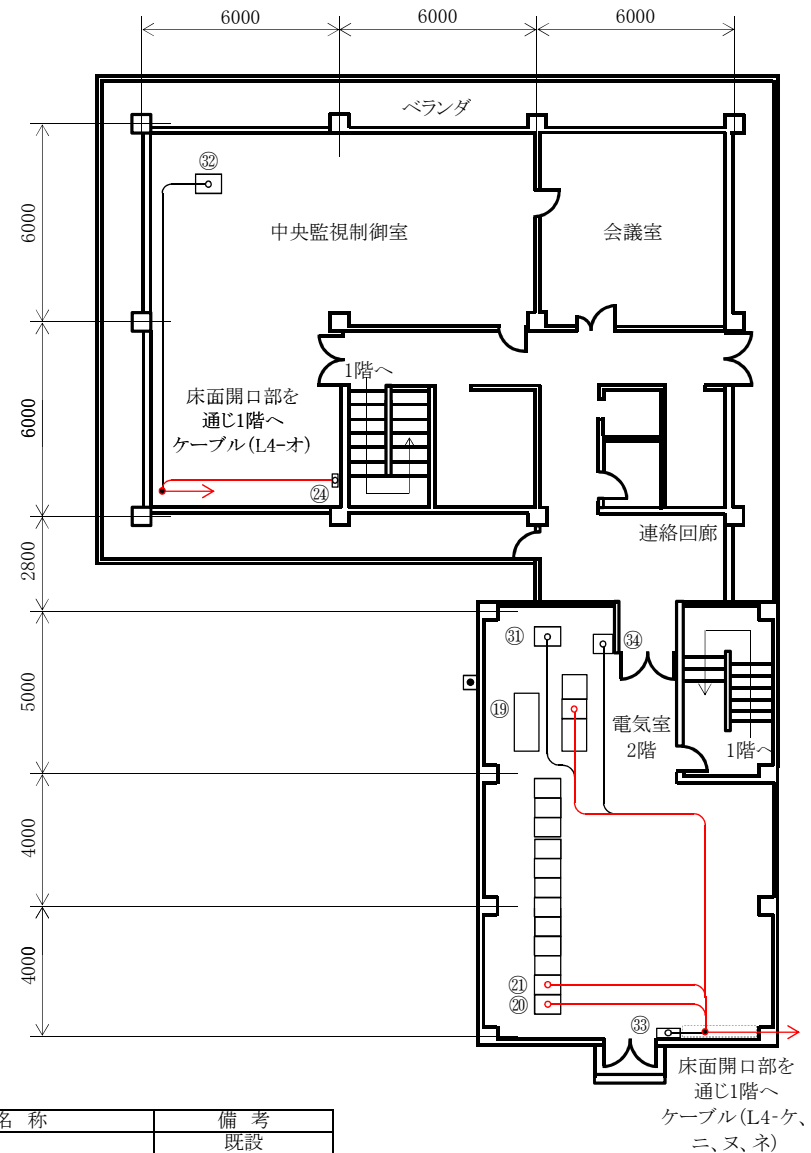 6000 6000 6000
ベランダ
㉜
6000
中央監視制御室
会議室
1階へ
床面開口部を
通じ1階へ
ケーブル(L4-オ)
6000
㉔
連絡回廊
2800
㉛
㉞
⑲
5000
電気室
2階
1階へ
4000
4000
㉑
⑳
㉝
床面開口部を
通じ1階へ
ケーブル(L4-ケ、
ニ、ヌ、ネ)
名 称 備 考
既設